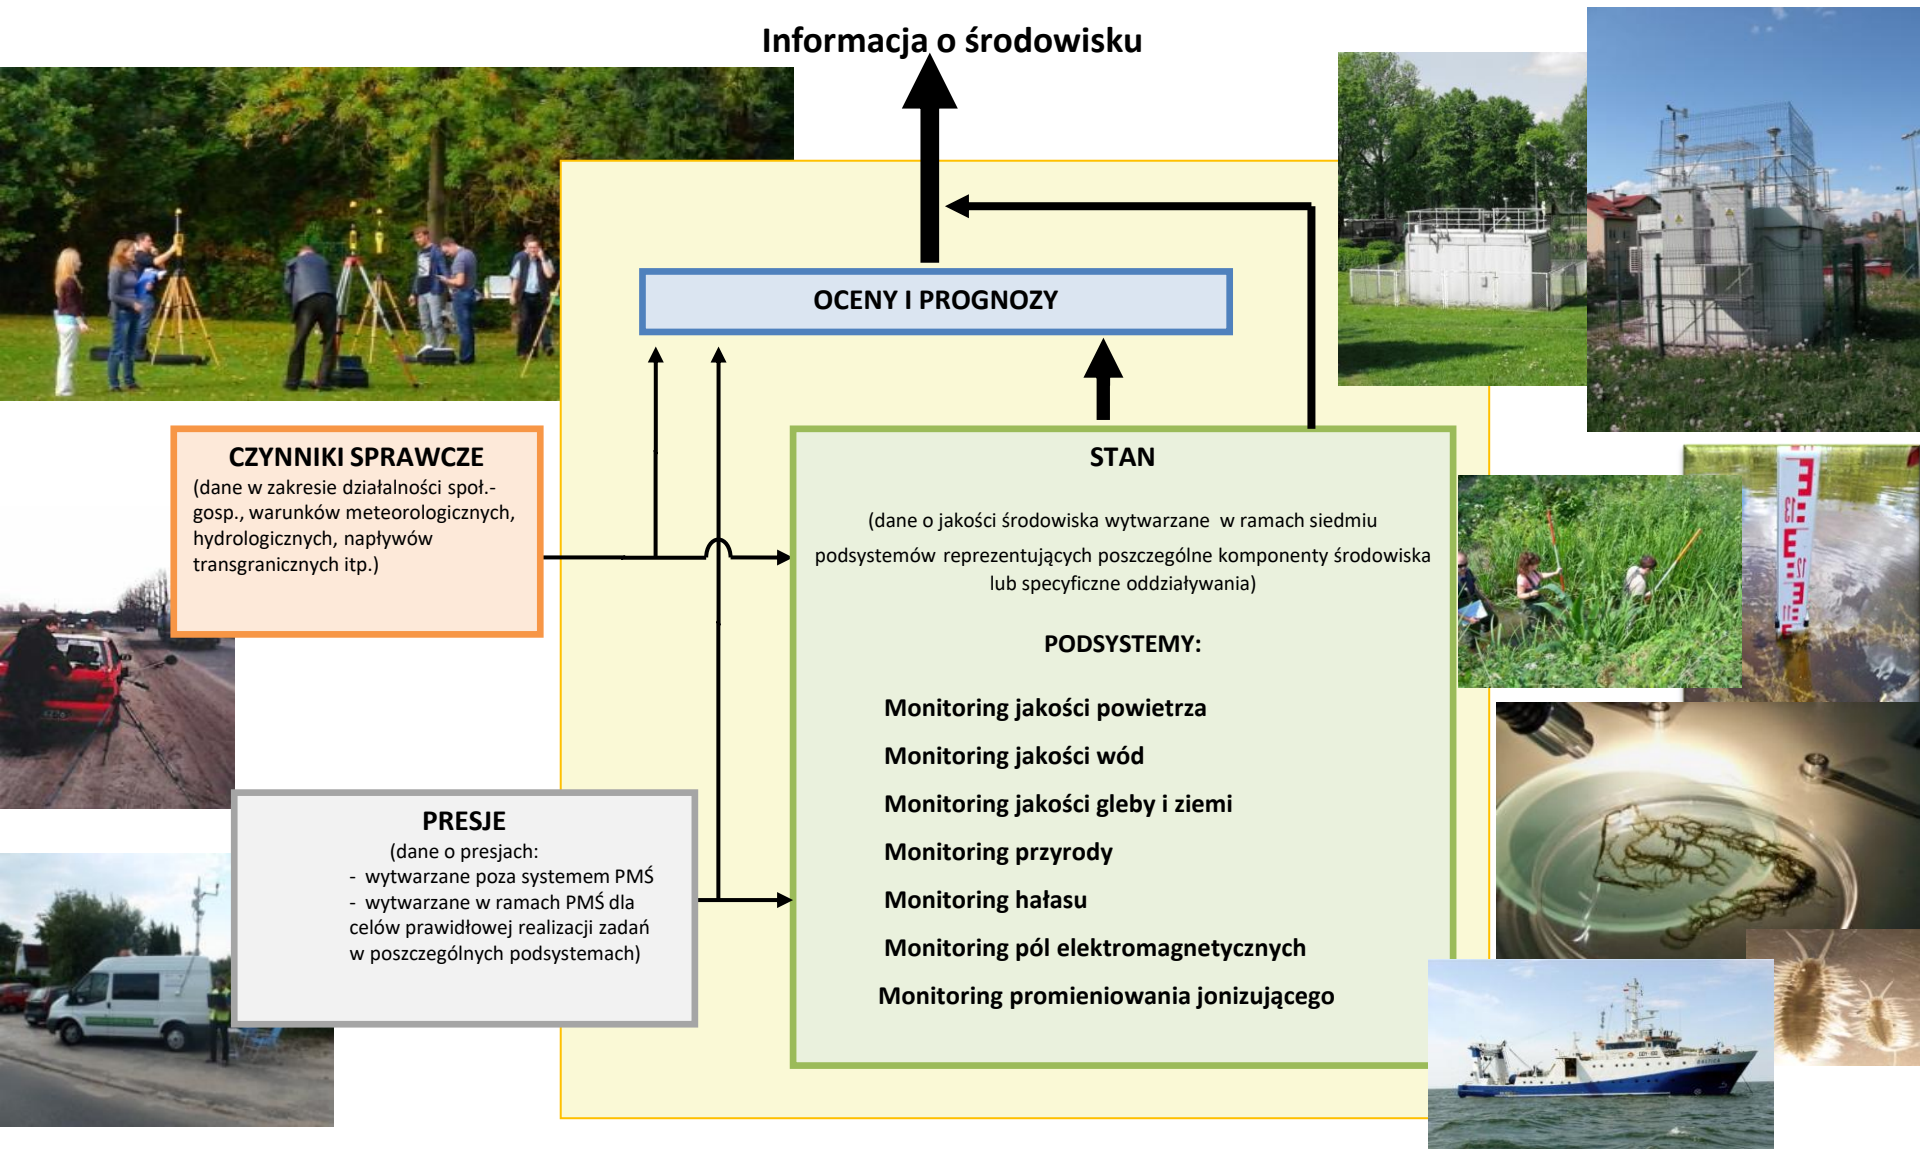 Informacja o środowisku
OCENY I PROGNOZY
CZYNNIKI SPRAWCZE
(dane w zakresie działalności społ.-
gosp., warunków meteorologicznych,
hydrologicznych, napływów
transgranicznych itp.)
STAN
(dane o jakości środowiska wytwarzane w ramach siedmiu
podsystemów reprezentujących poszczególne komponenty środowiska
lub specyficzne oddziaływania)
PODSYSTEMY:
Monitoring jakości powietrza
Monitoring jakości wód
Monitoring jakości gleby i ziemi
Monitoring przyrody
Monitoring hałasu
Monitoring pól elektromagnetycznych
Monitoring promieniowania jonizującego
PRESJE
(dane o presjach:
- wytwarzane poza systemem PMŚ
- wytwarzane w ramach PMŚ dla
celów prawidłowej realizacji zadań
w poszczególnych podsystemach)